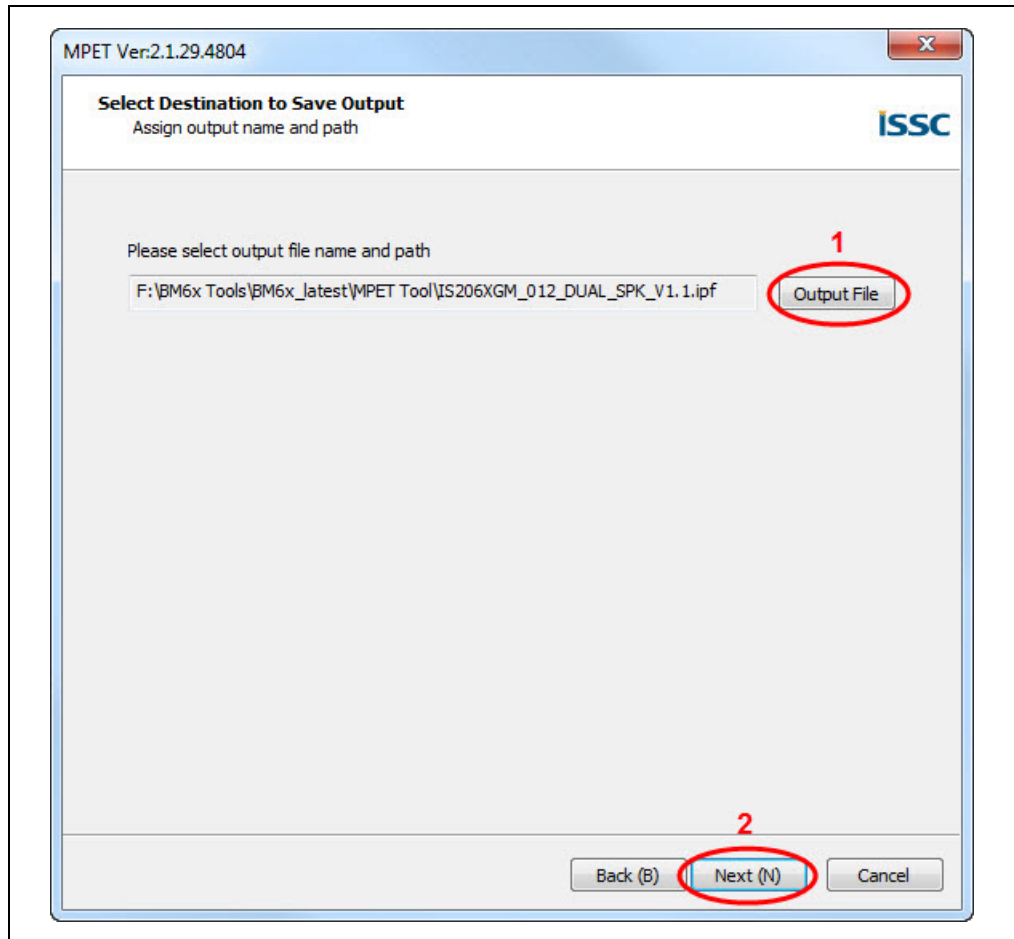 MPET Ver:2.1.29.4804
x
Select Destination to Save Output
Assign output name and path
ISSC
Please select output file name and path
1
F:\BM6x Tools\BM6x_latest\MPET Tool\IS206XGM_012_DUAL_SPK_V1.1.ipf
Output File
2
Back (B)
Next (N)
Cancel